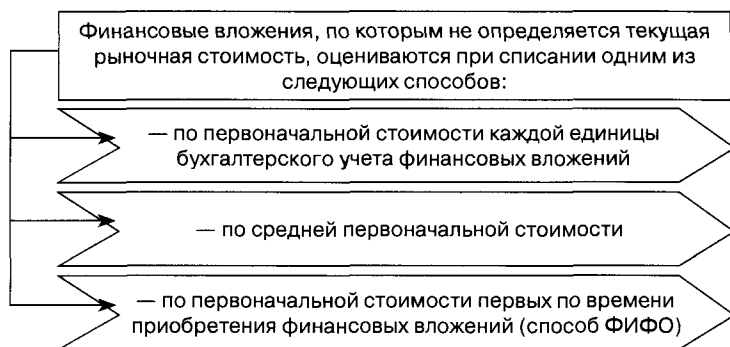 Финансовые вложения, по которым не определяется текущая
рыночная стоимость, оцениваются при списании одним из
следующих способов:
— по первоначальной стоимости каждой единицы
бухгалтерского учета финансовых вложений
— по средней первоначальной стоимости
— по первоначальной стоимости первых по времени
приобретения финансовых вложений (способ ФИФО)